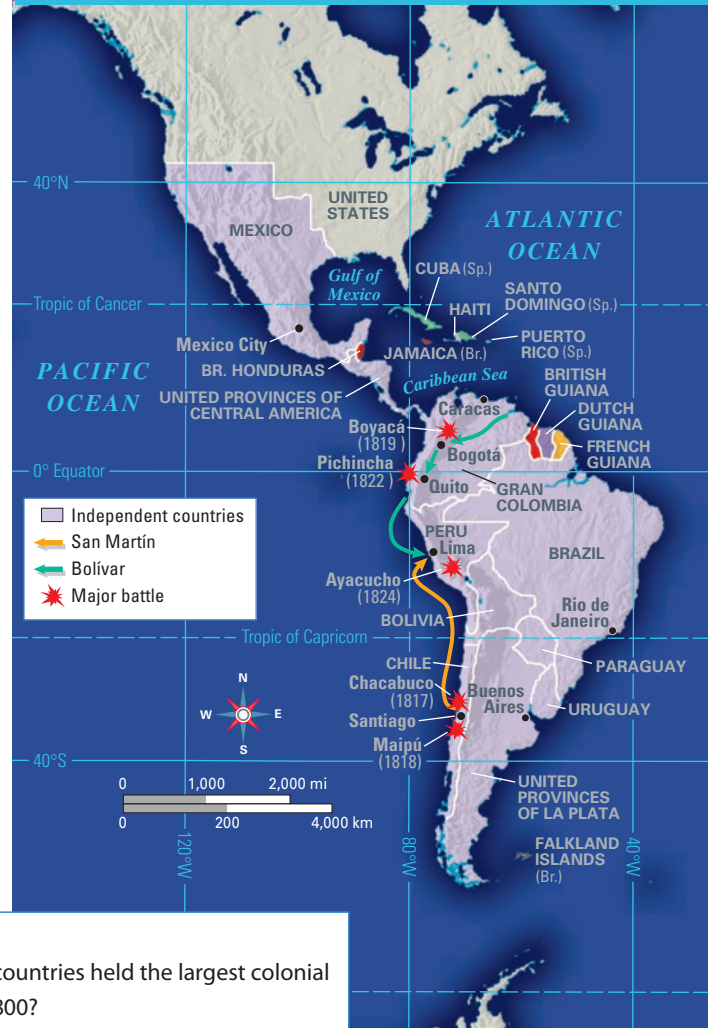 40°N
UNITED
STATES
MEXICO
ATLANTIC
OCEAN
Gulf of
Mexico
CUBA (Sp.)
SANTO
DOMINGO (Sp.)
HAITI
Tropic of Cancer
Mexico City
PUERTO
RICO (Sp.)
JAMAICA (Br.)
BR. HONDURAS
PACIFIC
OCEAN
Caribbean Sea
UNITED PROVINCES OF
CENTRAL AMERICA
BRITISH
GUIANA
DUTCH
GUIANA
FRENCH
GUIANA
Caracas
Boyacá
(1819 )
Bogotá
Pichincha
(1822 )
0° Equator
Quito
GRAN
COLOMBIA
Independent countries
San Martín
Bolívar
Major battle
PERU
Lima
BRAZIL
Ayacucho
(1824)
BOLIVIA
Rio de
Janeiro
Tropic of Capricorn
CHILE
PARAGUAY
Chacabuco
(1817)
Buenos
Aires
URUGUAY
Santiago
Maipú
(1818)
N
W E
S
40°S
0 1,000 2,000 mi
0 200 4,000 km
UNITED
PROVINCES
OF LA PLATA
120°W
80°W
40°W
FALKLAND
ISLANDS
(Br.)
countries held the largest colonial
800?